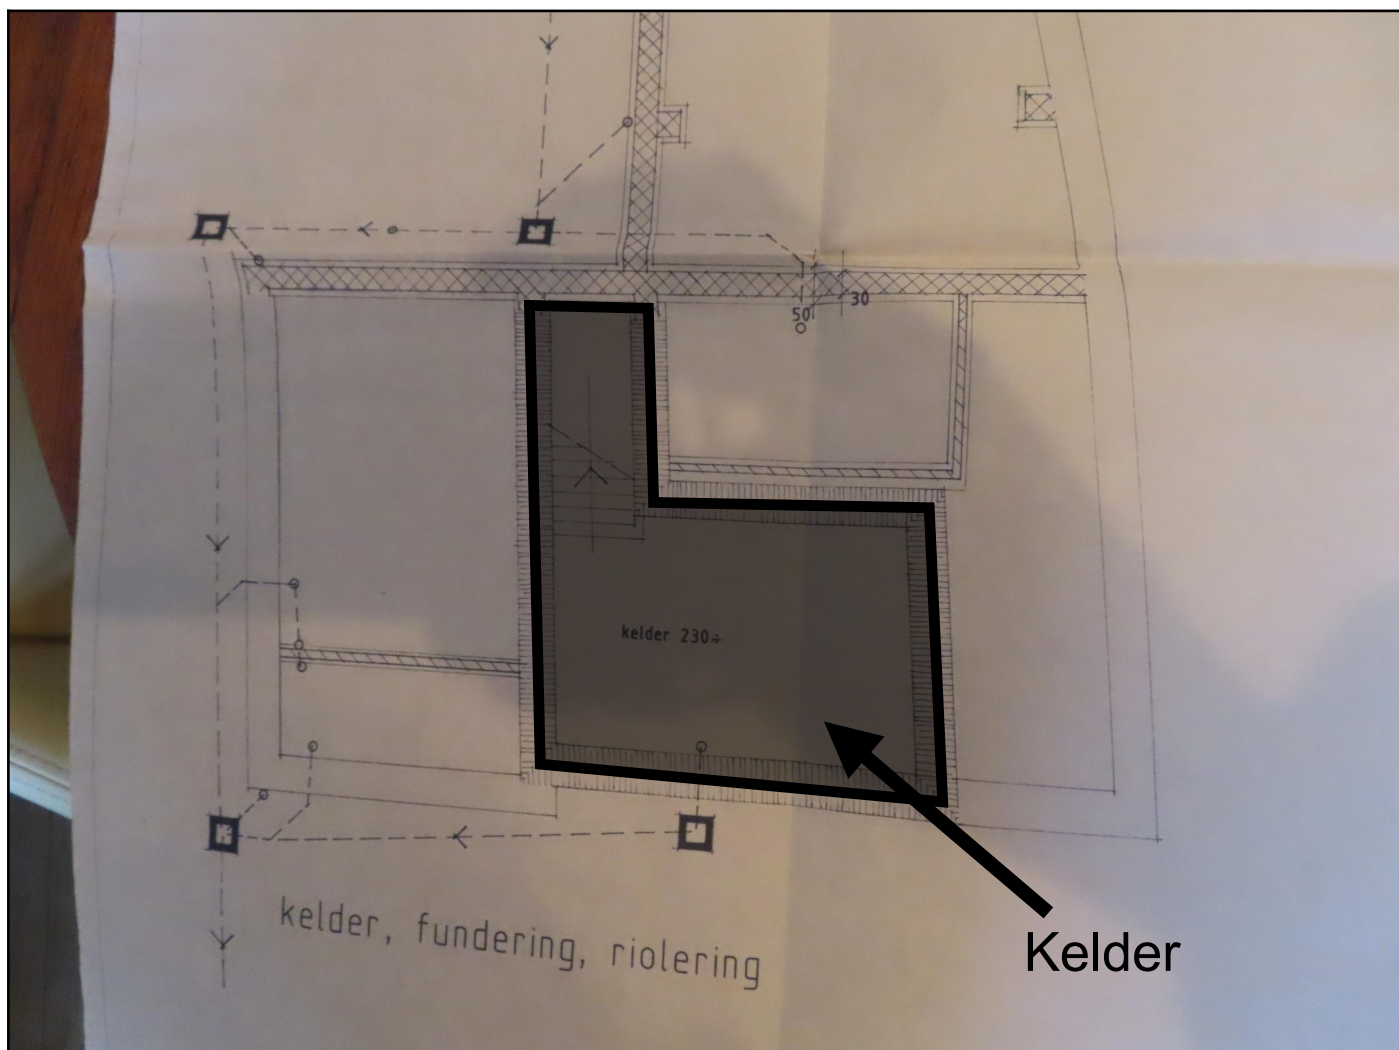 30
50
kelder 230÷
Kelder
kelder, fundering, riolering